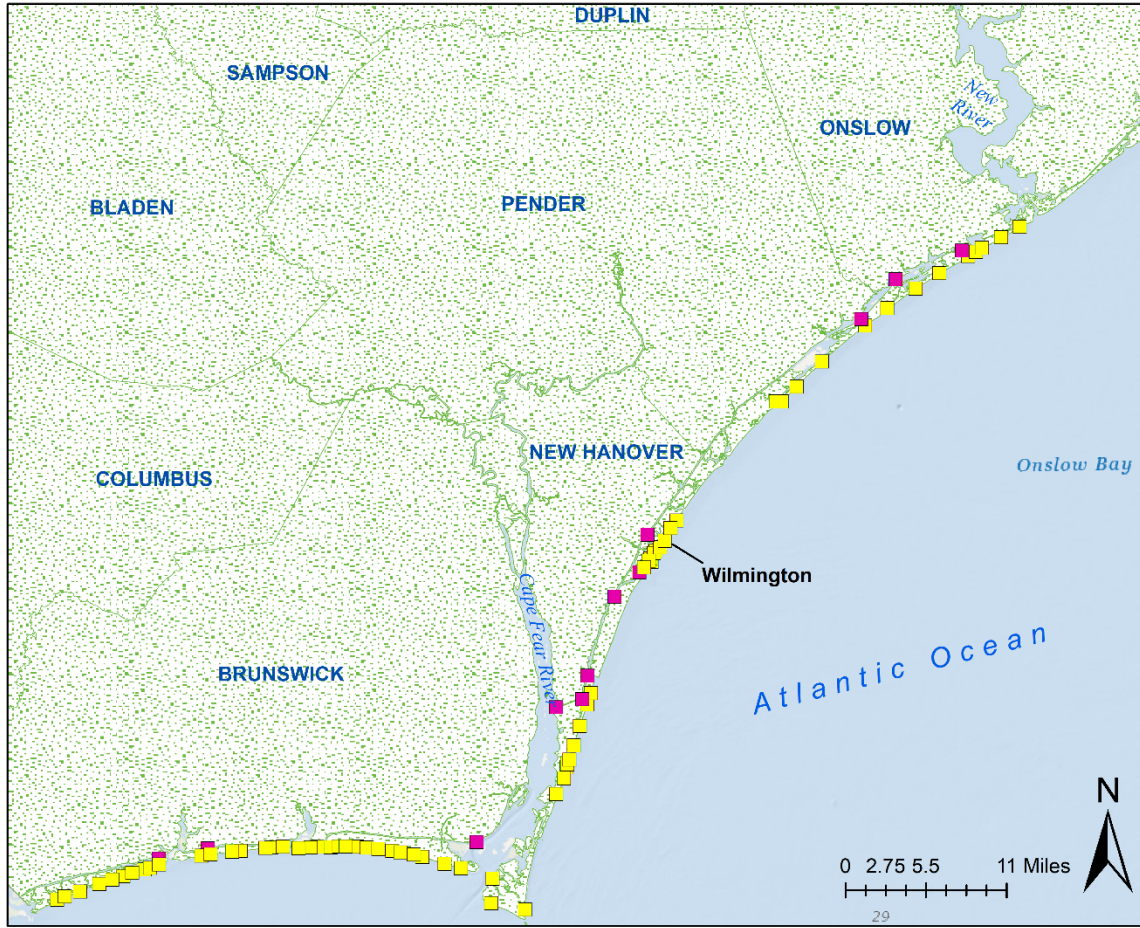 DUPLIN
SAMPSON
New
River
ONSLOW
BLADEN
PENDER
NEW HANOVER
Onslow Bay
COLUMBUS
Wilmington
Cape Fear River
BRUNSWICK
Atlantic Ocean
N
0 2.75 5.5 11 Miles
29